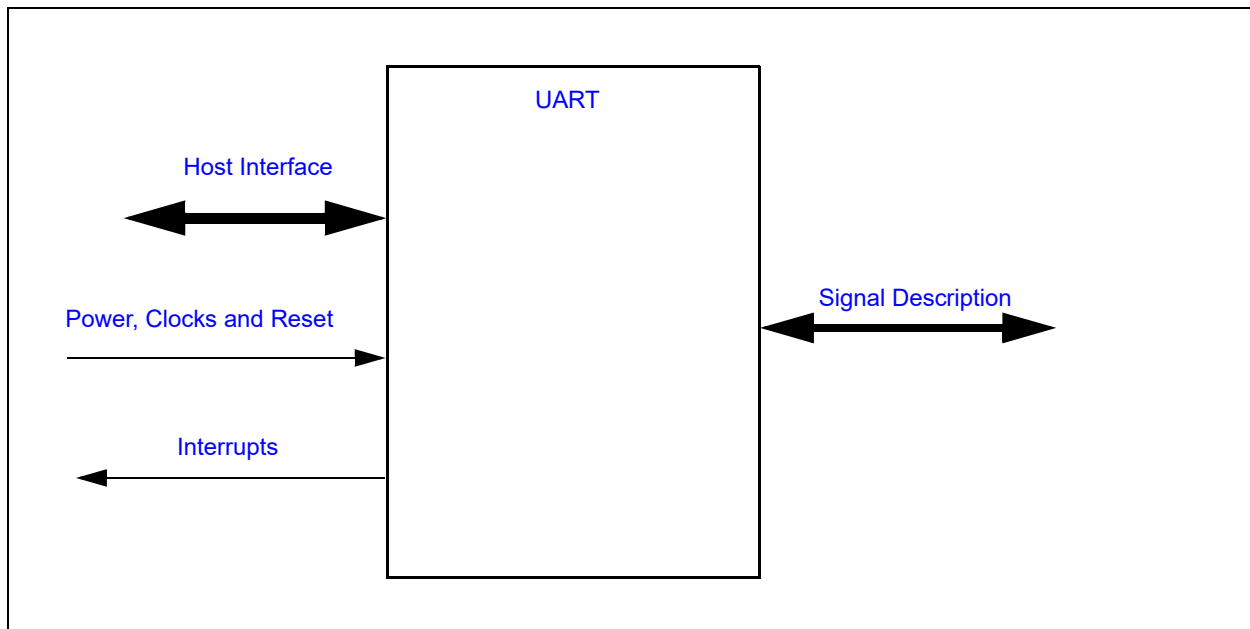 UART
Host Interface
Signal Description
Power, Clocks and Reset
Interrupts